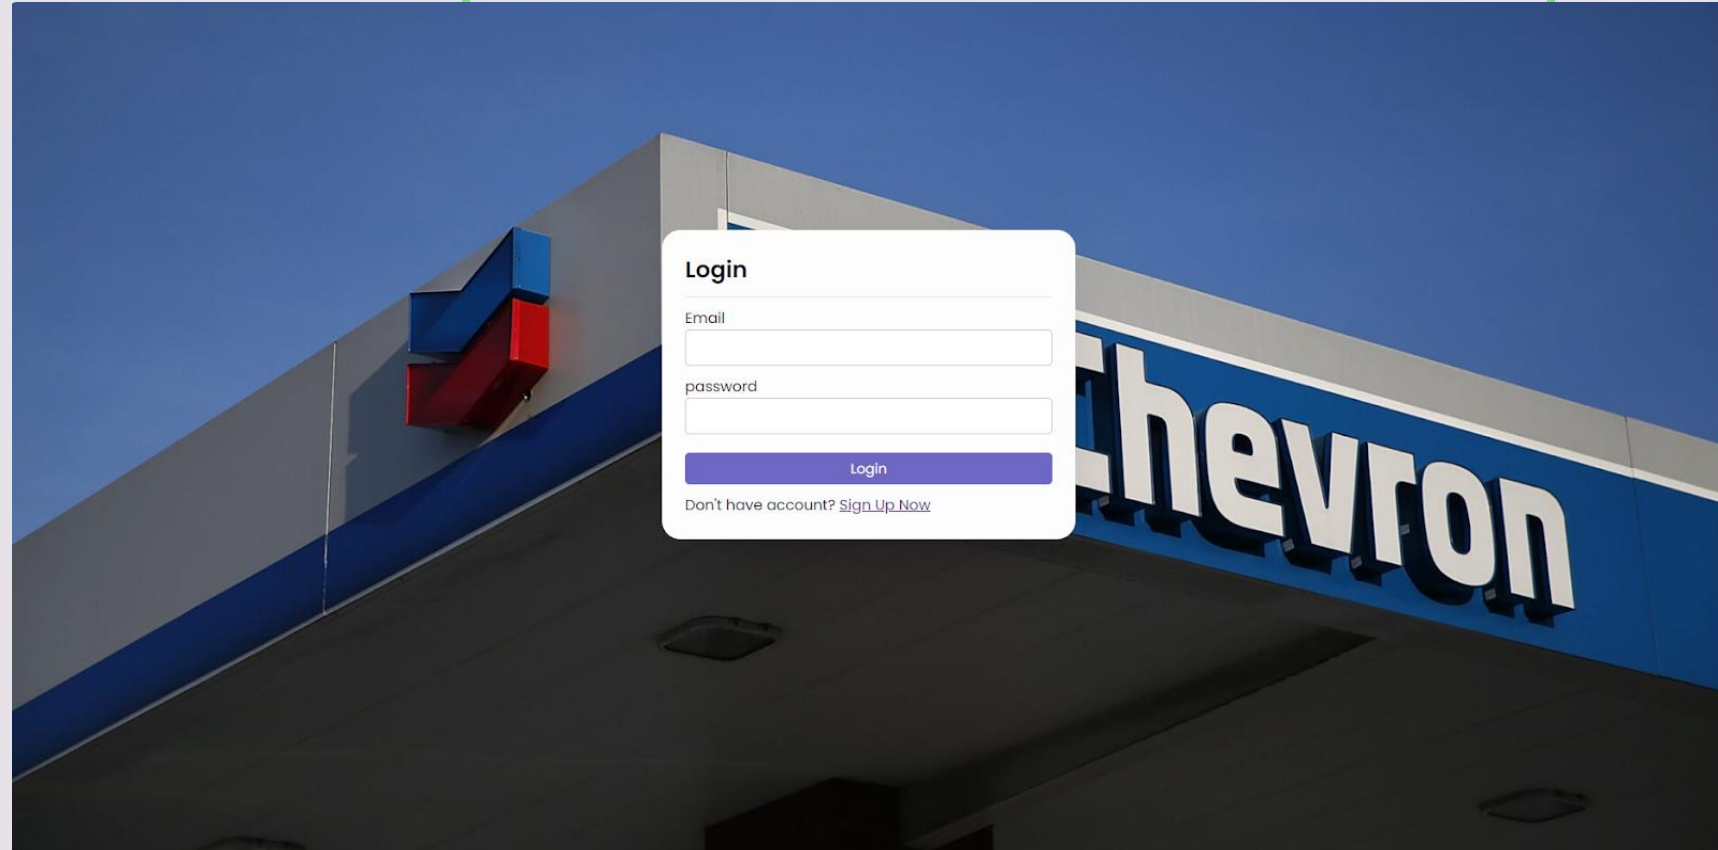 Login
Email
password
Login
Don't have account? Sign Up Now
Chevron